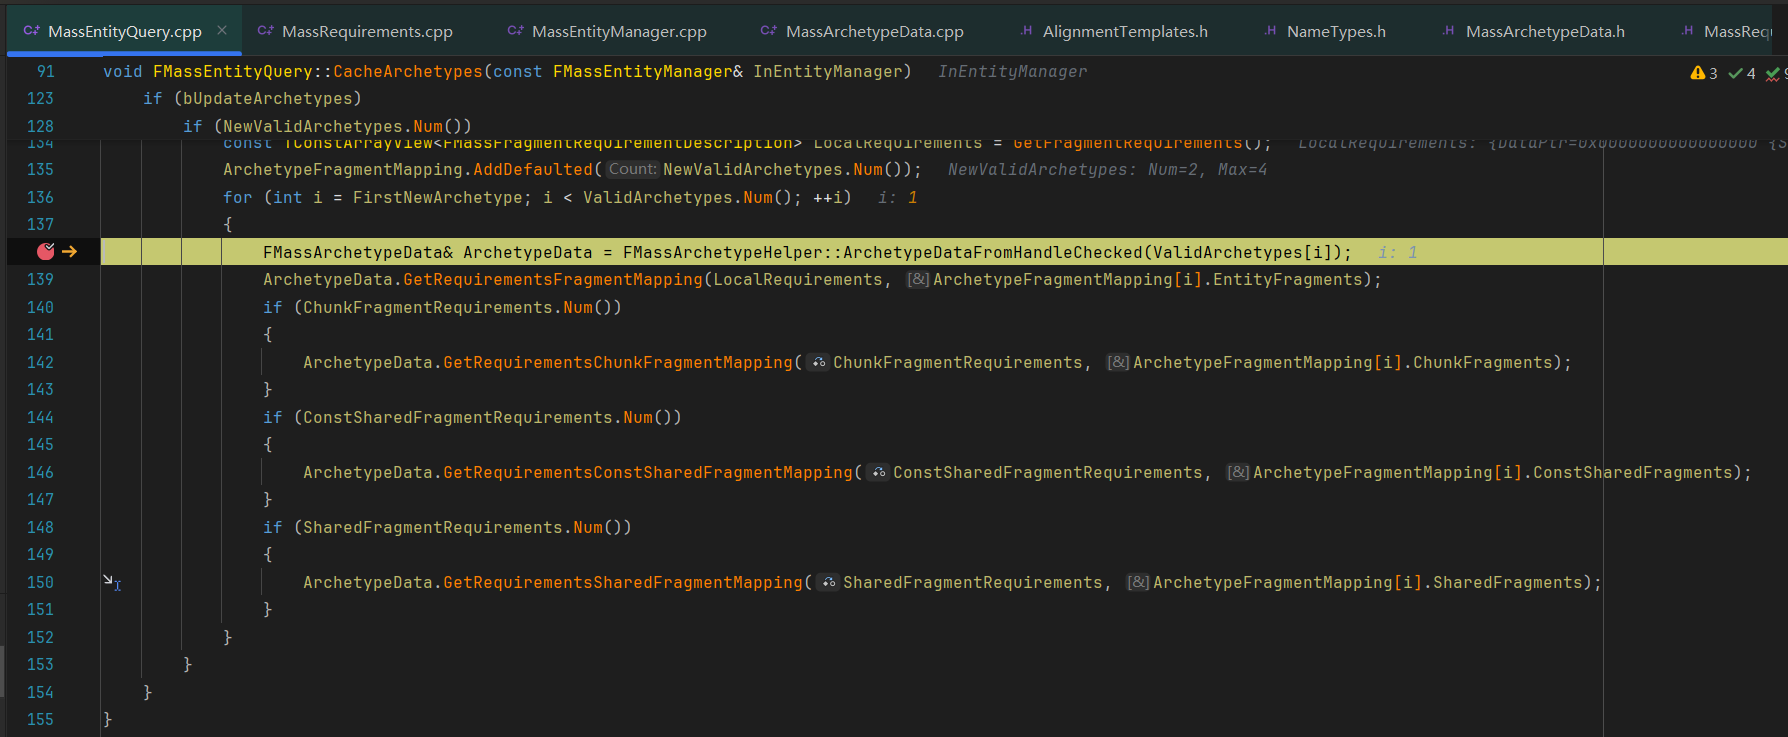 C++ MassEntityQuery.cpp × C++ MassRequirements.cpp C++ MassEntityManager.cpp C++ MassArchetypeData.cpp .H AlignmentTemplates.h .H NameTypes.h .H MassArchetypeData.h .H MassRequ
91 void FMassEntityQuery::CacheArchetypes(const FMassEntityManager& InEntityManager) InEntityManager 3 4 9
123 if (bUpdateArchetypes)
128 if (NewValidArchetypes.Num())
134 const TConstArrayView<FMassFragmentRequirementDescription> LocalRequirements = GetFragmentRequirements(); LocalRequirements: {DataPtr=0x0000000000000000 {S
135 ArchetypeFragmentMapping.AddDefaulted(Count: NewValidArchetypes.Num()); NewValidArchetypes: Num=2, Max=4
136 for (int i = FirstNewArchetype; i < ValidArchetypes.Num(); ++i) i: 1
137 {
FMassArchetypeData& ArchetypeData = FMassArchetypeHelper::ArchetypeDataFromHandleChecked(ValidArchetypes[i]); i: 1
139 ArchetypeData.GetRequirementsFragmentMapping(LocalRequirements, [&]ArchetypeFragmentMapping[i].EntityFragments);
140 if (ChunkFragmentRequirements.Num())
141 {
142 ArchetypeData.GetRequirementsChunkFragmentMapping(ChunkFragmentRequirements, [&]ArchetypeFragmentMapping[i].ChunkFragments);
143 }
144 if (ConstSharedFragmentRequirements.Num())
145 {
146 ArchetypeData.GetRequirementsConstSharedFragmentMapping(ConstSharedFragmentRequirements, [&]ArchetypeFragmentMapping[i].ConstSharedFragments);
147 }
148 if (SharedFragmentRequirements.Num())
149 {
150 ArchetypeData.GetRequirementsSharedFragmentMapping(SharedFragmentRequirements, [&]ArchetypeFragmentMapping[i].SharedFragments);
151 }
152 }
153 }
154 }
155 }